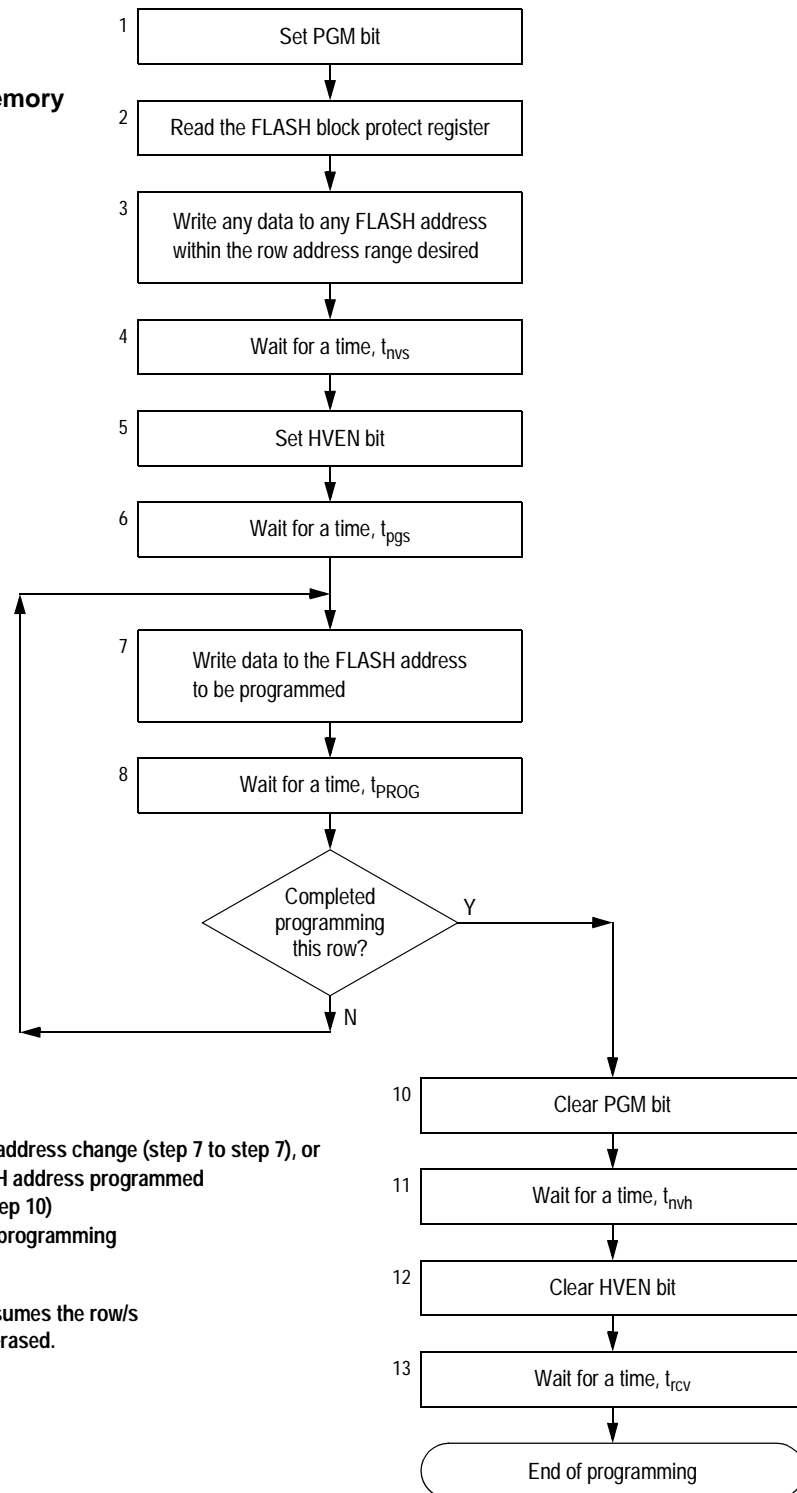 1
Set PGM bit
emory
2
Read the FLASH block protect register
3
Write any data to any FLASH address
within the row address range desired
4
Wait for a time, tnvs
5
Set HVEN bit
6
Wait for a time, tpgs
7
Write data to the FLASH address
to be programmed
8
Wait for a time, tPROG
Completed
programming
this row?
Y
N
10
Clear PGM bit
address change (step 7 to step 7), or
H address programmed
ep 10)
programming
11
Wait for a time, tnvh
12
Clear HVEN bit
sumes the row/s
rased.
13
Wait for a time, trcv
End of programming